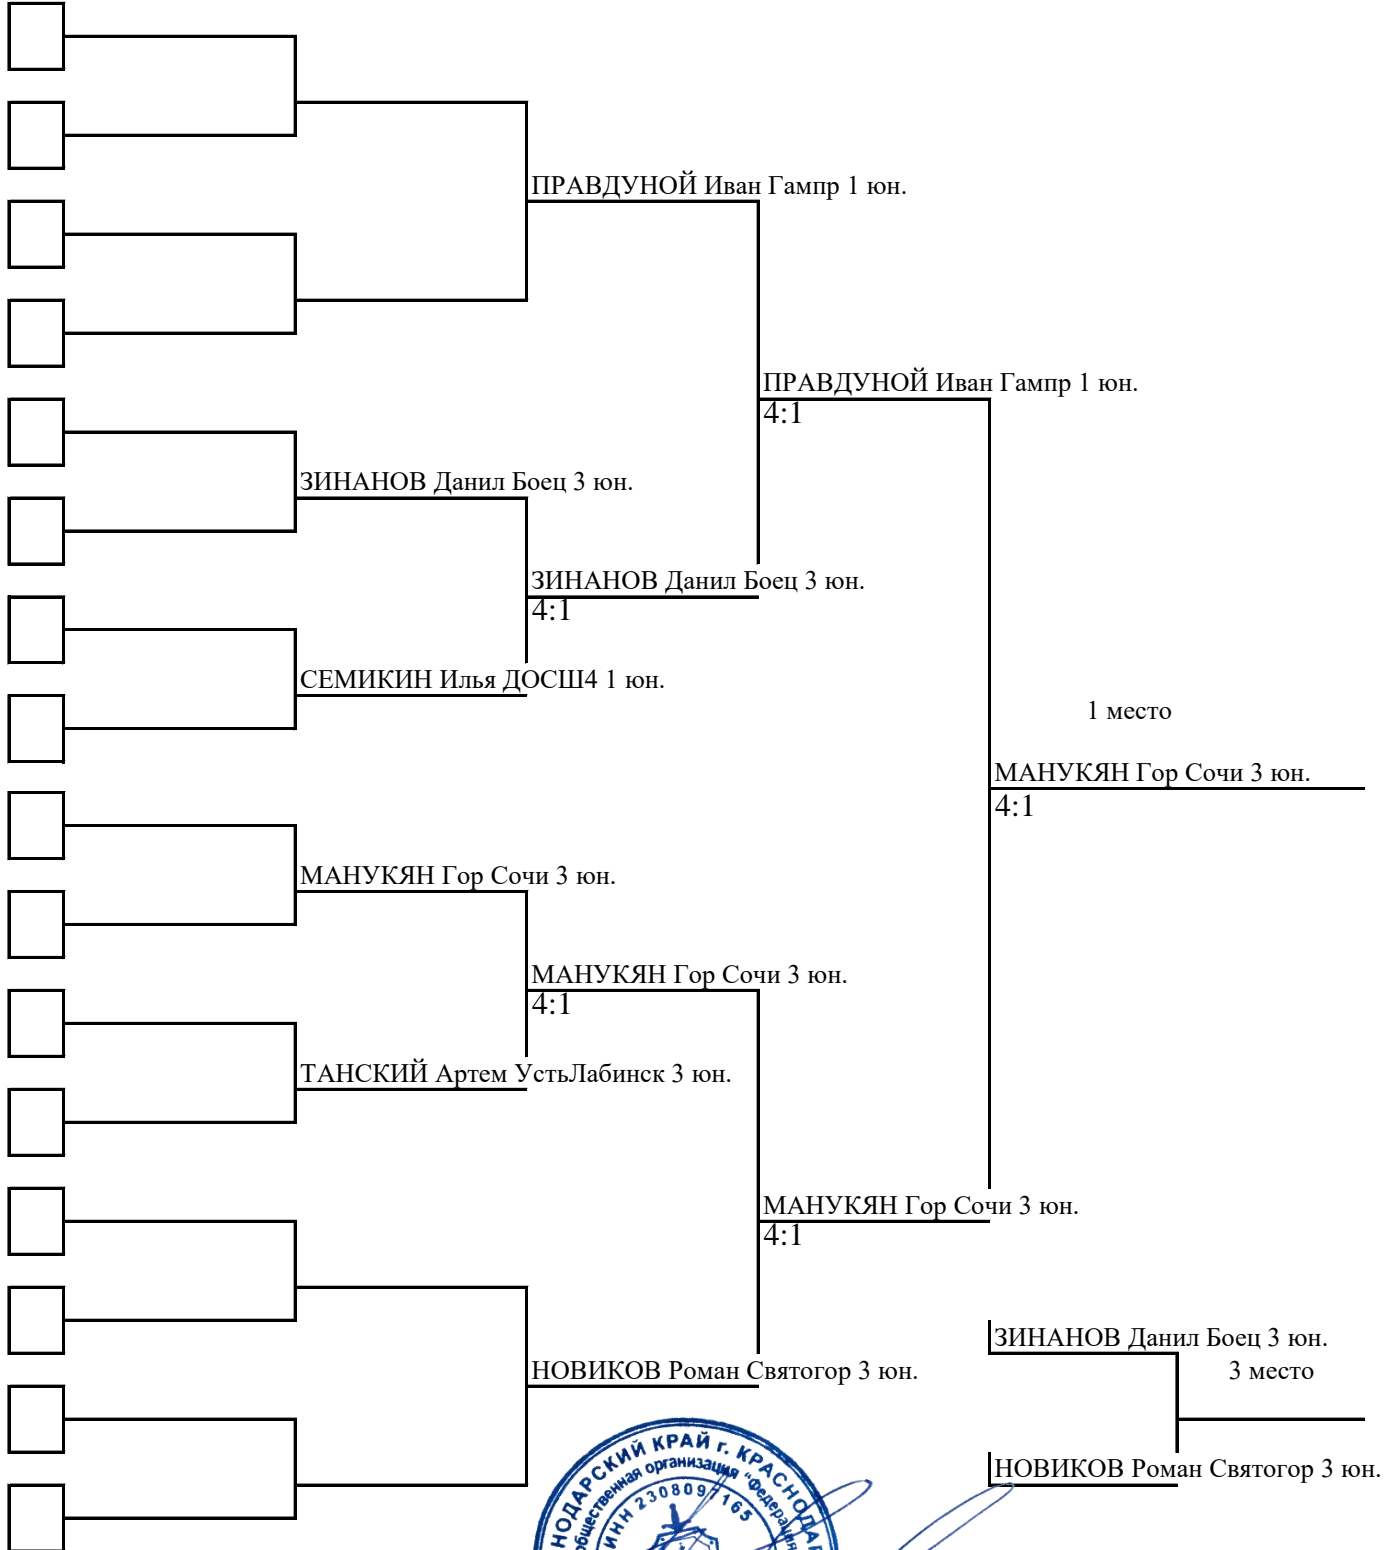 ПРАВДУНОЙ Иван Гампр 1 юн.
ПРАВДУНОЙ Иван Гампр 1 юн.
4:1
ЗИНАНОВ Данил Боец 3 юн.
ЗИНАНОВ Данил Боец 3 юн.
4:1
СЕМИКИН Илья ДОСШ4 1 юн.
1 место
МАНУКЯН Гор Сочи 3 юн.
4:1
МАНУКЯН Гор Сочи 3 юн.
МАНУКЯН Гор Сочи 3 юн.
4:1
ТАНСКИЙ Артем УстьЛабинск 3 юн.
МАНУКЯН Гор Сочи 3 юн.
4:1
ЗИНАНОВ Данил Боец 3 юн.
3 место
НОВИКОВ Роман Святогор 3 юн.
НОВИКОВ Роман Святогор 3 юн.
КРАЙ г.
общественная организация "Федерация
ИНН 2308097165